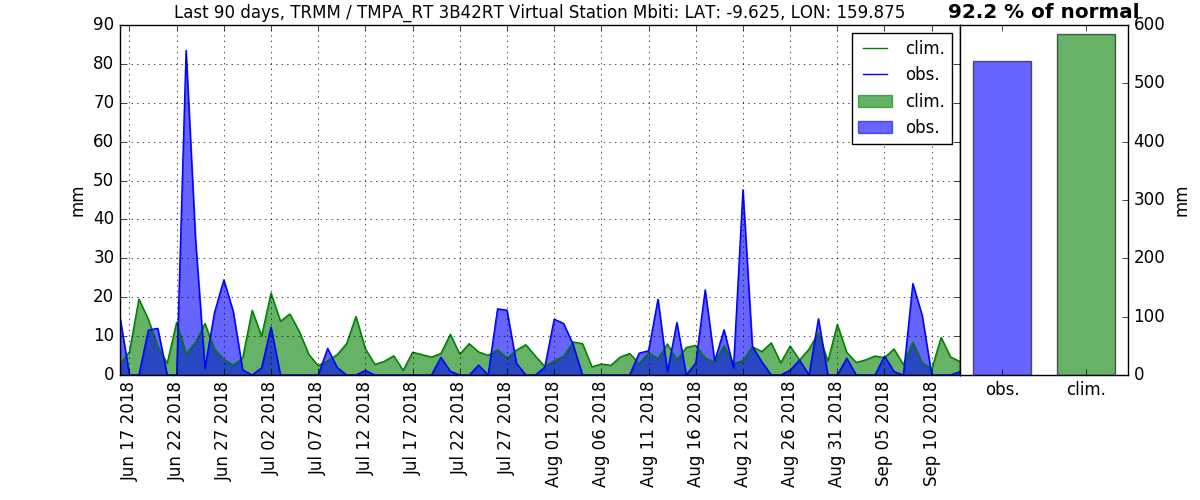 Last 90 days, TRMM / TMPA_RT 3B42RT Virtual Station Mbiti: LAT: -9.625, LON: 159.875
92.2 % of normal
mm
90
80
70
60
50
40
30
20
10
0
clim.
obs.
clim.
obs.
Jun 17 2018
Jun 22 2018
Jun 27 2018
Jul 02 2018
Jul 07 2018
Jul 12 2018
Jul 17 2018
Jul 22 2018
Jul 27 2018
Aug 01 2018
Aug 06 2018
Aug 11 2018
Aug 16 2018
Aug 21 2018
Aug 26 2018
Aug 31 2018
Sep 05 2018
Sep 10 2018
600
500
400
300
200
100
0
mm
obs.
clim.